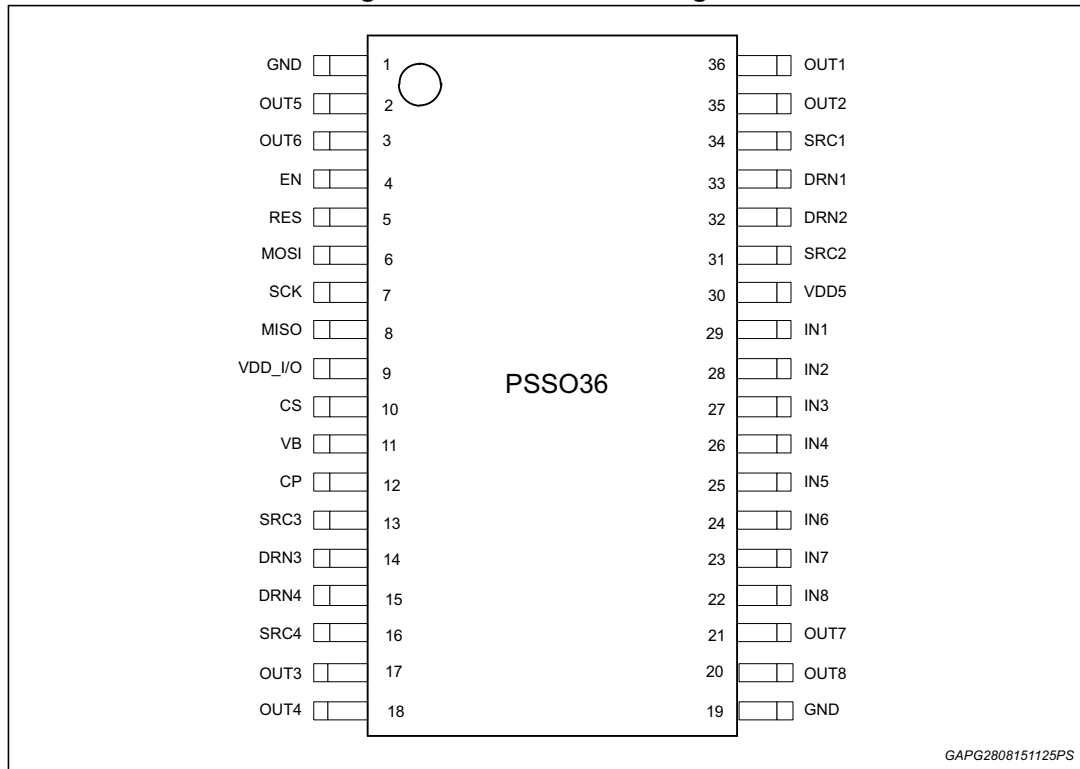 GND 1 36 OUT1
OUT5 2 35 OUT2
OUT6 3 34 SRC1
EN 4 33 DRN1
RES 5 32 DRN2
MOSI 6 31 SRC2
SCK 7 30 VDD5
MISO 8 29 IN1
VDD_I/O 9 28 IN2
PSSO36
CS 10 27 IN3
VB 11 26 IN4
CP 12 25 IN5
SRC3 13 24 IN6
DRN3 14 23 IN7
DRN4 15 22 IN8
SRC4 16 21 OUT7
OUT3 17 20 OUT8
OUT4 18 19 GND
GAPG2808151125PS